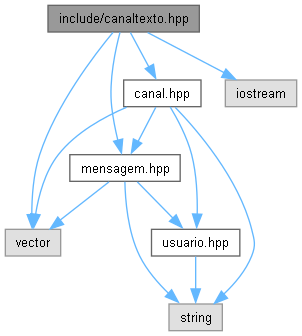 include/canaltexto.hpp
canal.hpp
iostream
mensagem.hpp
vector
usuario.hpp
string